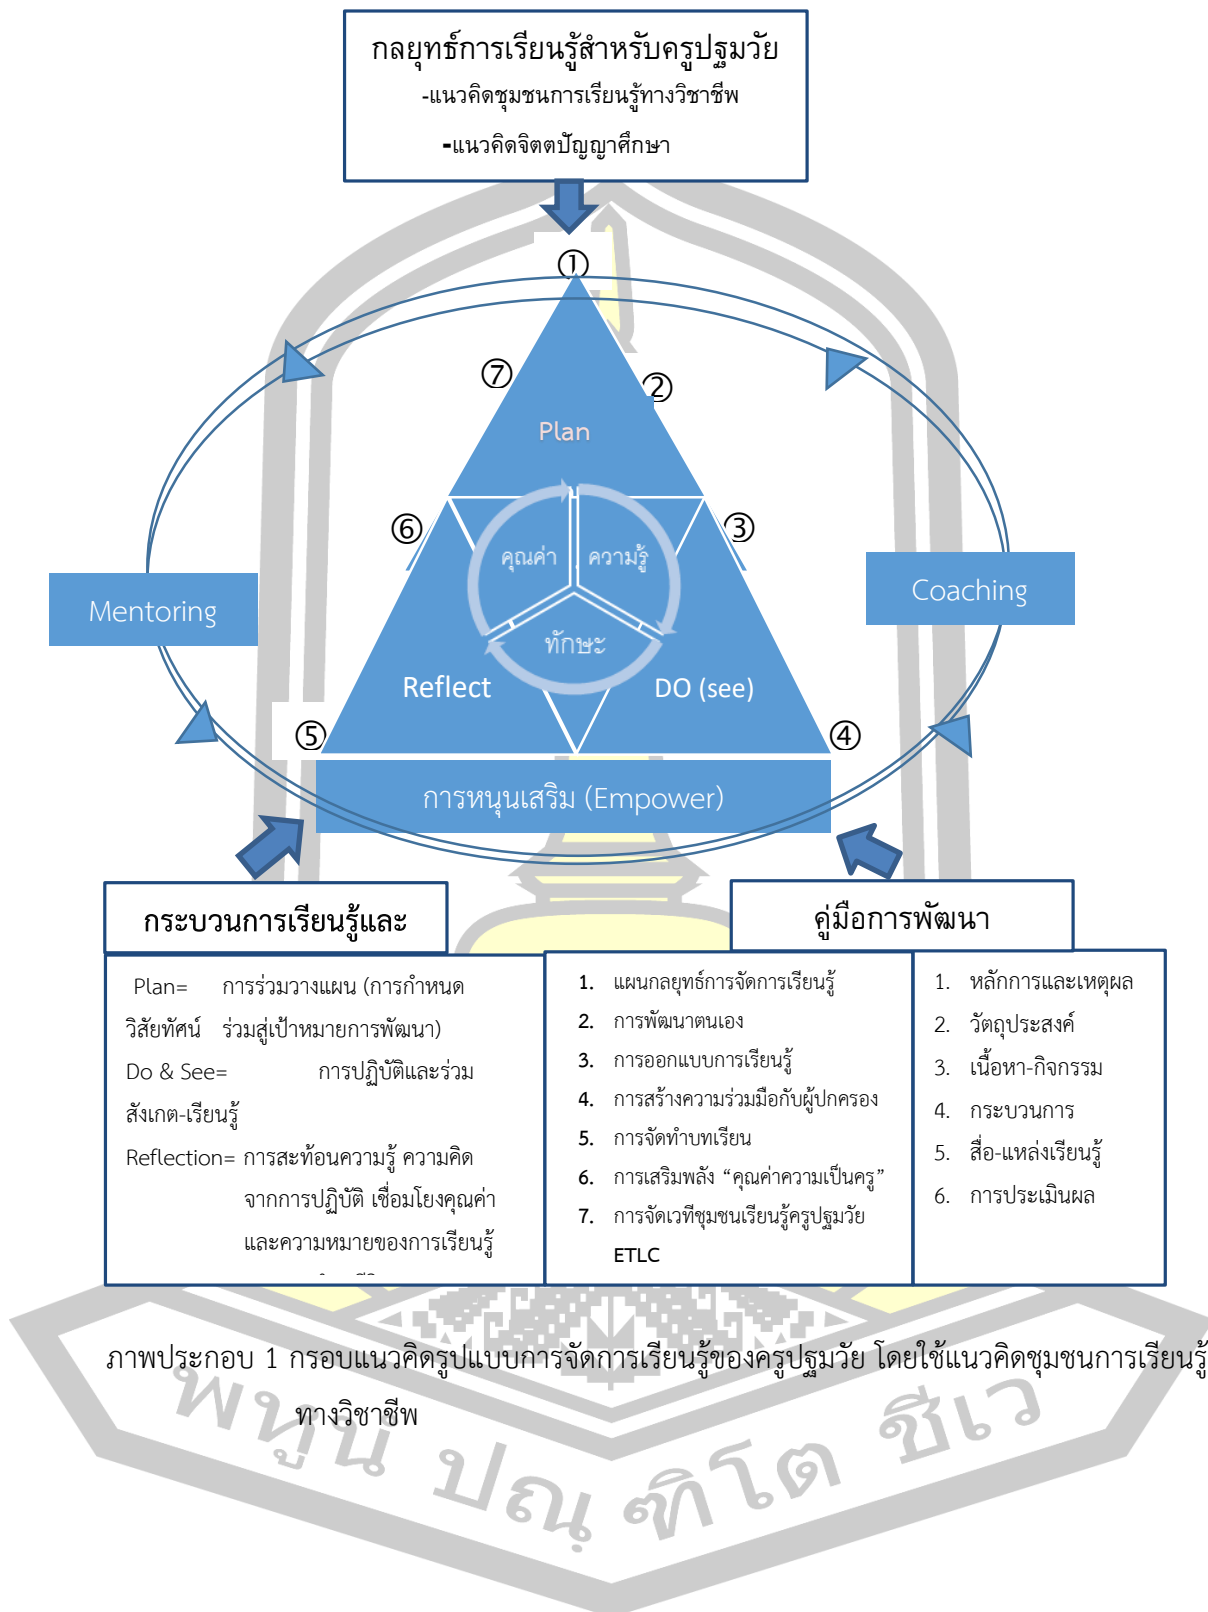 กลยุทธ์การเรียนรู้สำหรับครูปฐมวัย
-แนวคิดชุมชนการเรียนรู้ทางวิชาชีพ
-แนวคิดจิตตปัญญาศึกษา
①
⑦
②
Plan
⑥
③
คุณค่า
ความรู้
ทักษะ
Mentoring
Coaching
Reflect
DO (see)
⑤
④
การหนุนเสริม (Empower)
กระบวนการเรียนรู้และ
Plan= การร่วมวางแผน (การกำหนด
วิสัยทัศน์ ร่วมสู่เป้าหมายการพัฒนา)
Do & See= การปฏิบัติและร่วม
สังเกต-เรียนรู้
Reflection= การสะท้อนความรู้ ความคิด
จากการปฏิบัติ เชื่อมโยงคุณค่า
และความหมายของการเรียนรู้
คู่มือการพัฒนา
1. แผนกลยุทธ์การจัดการเรียนรู้
2. การพัฒนาตนเอง
3. การออกแบบการเรียนรู้
4. การสร้างความร่วมมือกับผู้ปกครอง
5. การจัดทำบทเรียน
6. การเสริมพลัง “คุณค่าความเป็นครู”
7. การจัดเวทีชุมชนเรียนรู้ครูปฐมวัย
ETLC
1. หลักการและเหตุผล
2. วัตถุประสงค์
3. เนื้อหา-กิจกรรม
4. กระบวนการ
5. สื่อ-แหล่งเรียนรู้
6. การประเมินผล
ภาพประกอบ 1 กรอบแนวคิดรูปแบบการจัดการเรียนรู้ของครูปฐมวัย โดยใช้แนวคิดชุมชนการเรียนรู้
ทางวิชาชีพ
พหูนํ ปณฺฑิโต ชีเว